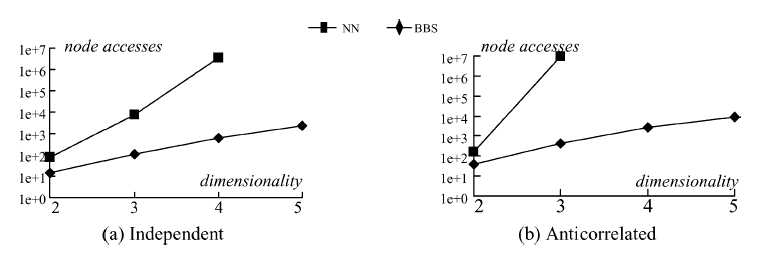 NN BBS
node accesses
1e+7
1e+6
1e+5
1e+4
1e+3
1e+2
1e+1
1e+0
dimensionality
2 3 4 5
(a) Independent
node accesses
1e+7
1e+6
1e+5
1e+4
1e+3
1e+2
1e+1
1e+0
dimensionality
2 3 4 5
(b) Anticorrelated